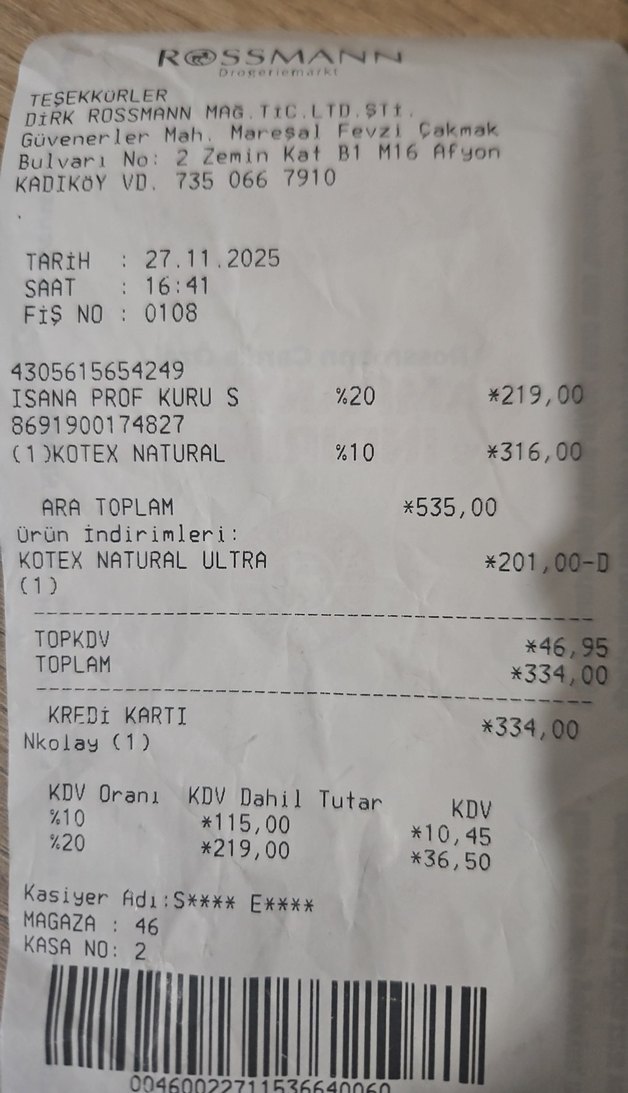 ROSSMANN
Drogeriemarkt
TEŞEKKÜRLER
DİRK ROSSMANN MAĞ.TİC.LTD.ŞTİ.
Güvenerler Mah. Mareşal Fevzi Çakmak
Bulvarı No: 2 Zemin Kat B1 M16 Afyon
KADIKÖY VD. 735 066 7910
.
TARİH : 27.11.2025
SAAT : 16:41
FİŞ NO : 0108
4305615654249
ISANA PROF KURU S %20 *219,00
8691900174827
(1)KOTEX NATURAL %10 *316,00
ARA TOPLAM *535,00
Ürün İndirimleri:
KOTEX NATURAL ULTRA *201,00-D
(1)
TOPKDV *46,95
TOPLAM *334,00
KREDİ KARTI *334,00
Nkolay (1)
KDV Oranı KDV Dahil Tutar KDV
%10 *115,00 *10,45
%20 *219,00 *36,50
Kasiyer Adı:S**** E****
MAGAZA : 46
KASA NO: 2
00460022711536640060